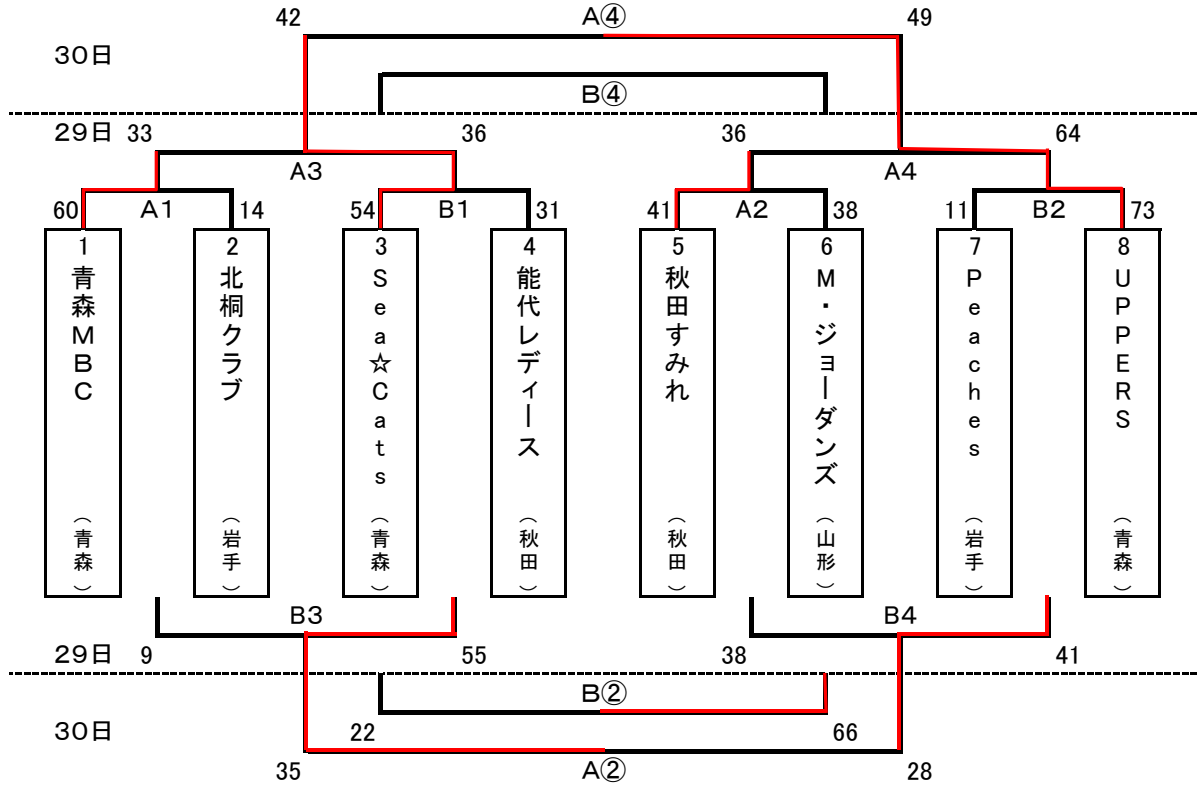 42 A④ 49
30日
B④
29日 33 36 36 64
A3 A4
60 A1 14 54 B1 31 41 A2 38 11 B2 73
1 2 3 4 5 6 7 8
青森MBC（青森）
北桐クラブ（岩手）
Sea☆Cats（青森）
能代レディース（秋田）
秋田すみれ（秋田）
M・ジョーダンズ（山形）
Peaches（岩手）
UPPERS（青森）
B3 B4
29日 9 55 38 41
B②
30日 22 66
35 A② 28